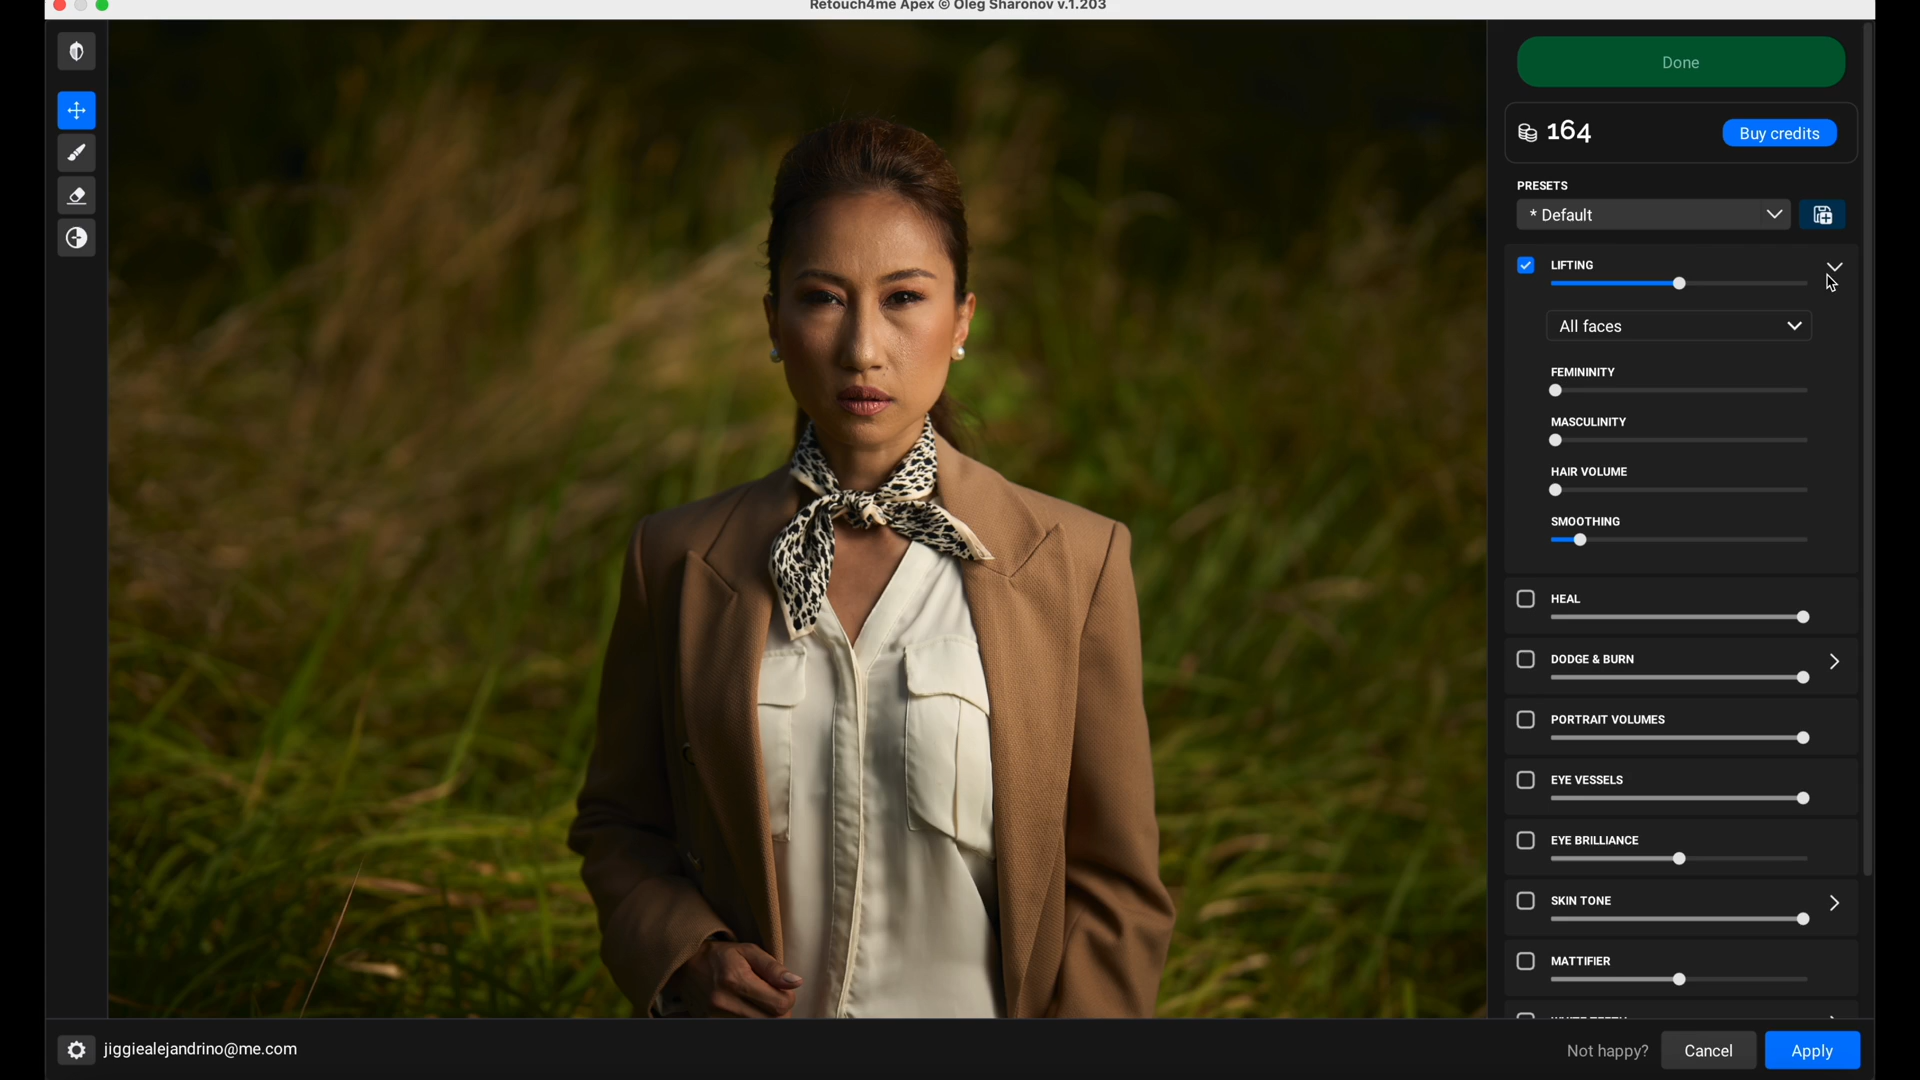 Retouch4me Apex © Oleg Sharonov v.1.203
Done
164
Buy credits
PRESETS
* Default
LIFTING
All faces
FEMININITY
MASCULINITY
HAIR VOLUME
SMOOTHING
HEAL
DODGE & BURN
PORTRAIT VOLUMES
EYE VESSELS
EYE BRILLIANCE
SKIN TONE
MATTIFIER
WHITE TEETH
jiggiealejandrino@me.com
Not happy?
Cancel
Apply